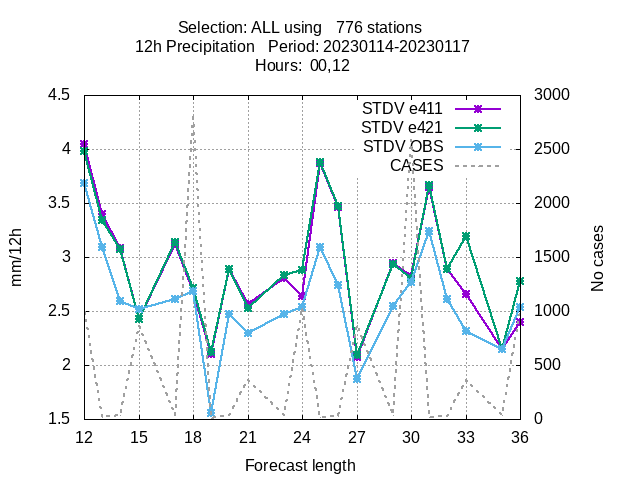 Selection: ALL using   776 stations
12h Precipitation   Period: 20230114-20230117
Hours:  00,12
4.5
4
3.5
3
2.5
2
1.5
mm/12h
3000
2500
2000
1500
1000
500
0
No cases
STDV e411
STDV e421
STDV OBS
CASES
12 15 18 21 24 27 30 33 36
Forecast length